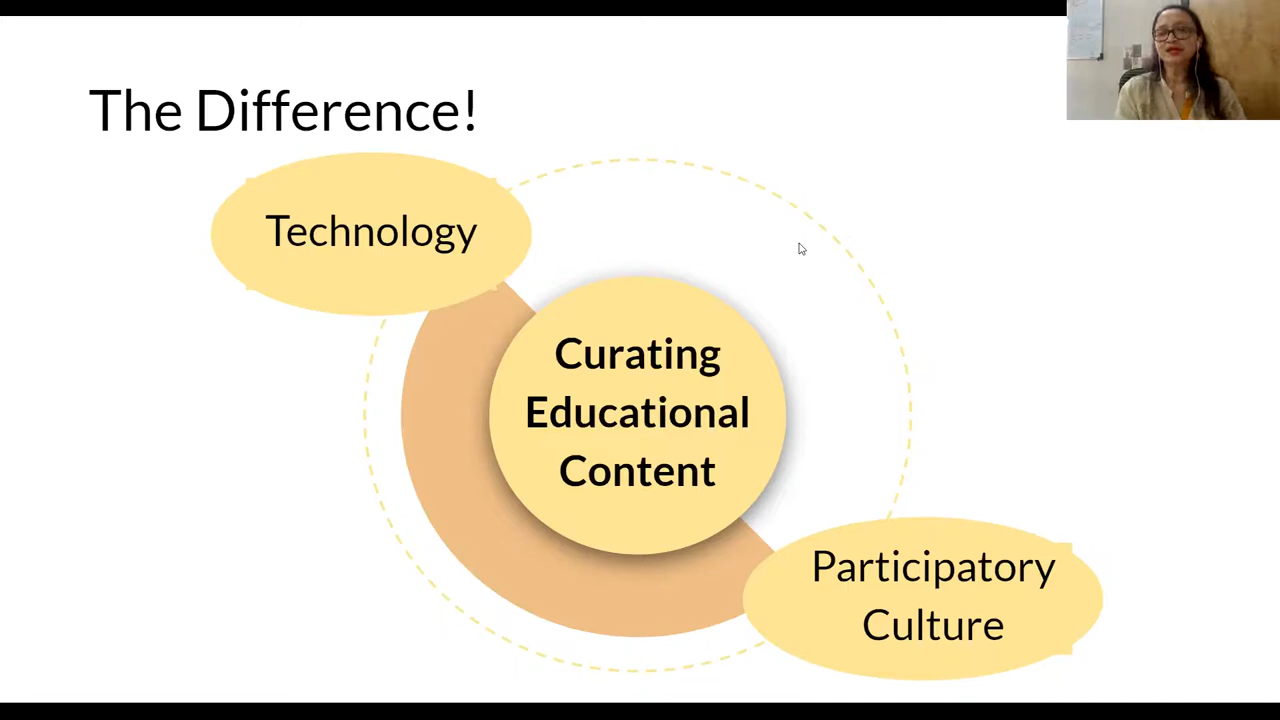 The Difference!
Technology
Curating
Educational
Content
Participatory
Culture